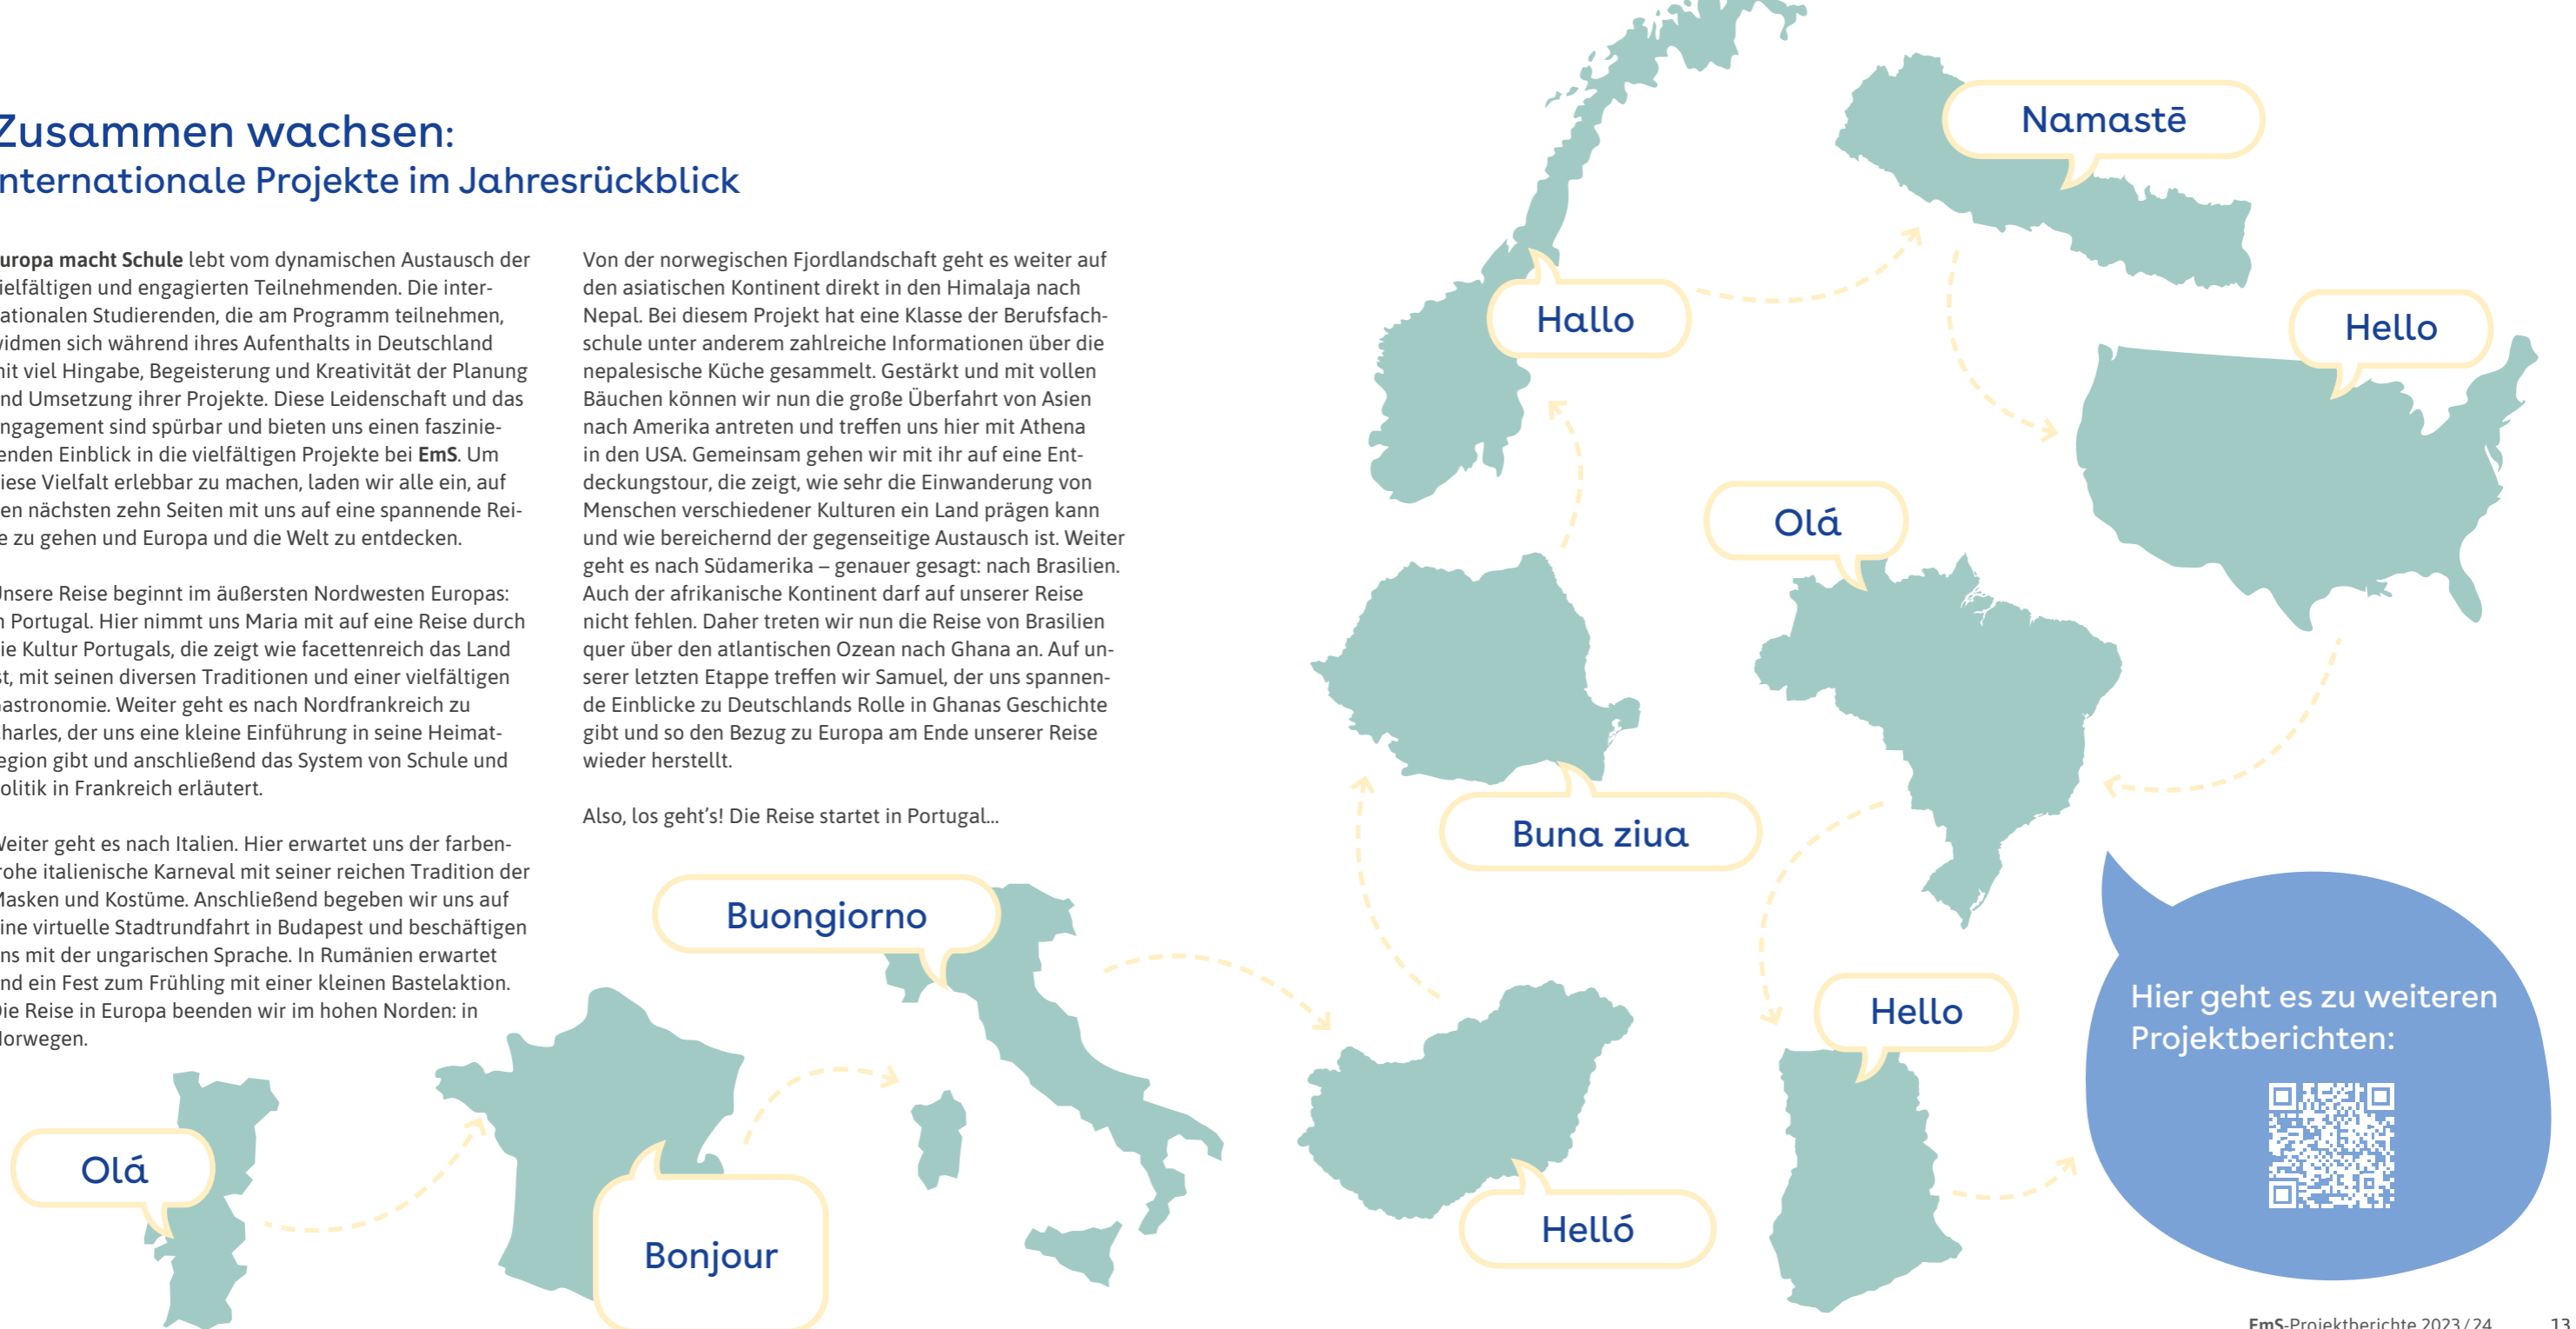 Zusammen wachsen:
nternationale Projekte im Jahresrückblick
uropa macht Schule lebt vom dynamischen Austausch der
ielfältigen und engagierten Teilnehmenden. Die inter-
ationalen Studierenden, die am Programm teilnehmen,
widmen sich während ihres Aufenthalts in Deutschland
mit viel Hingabe, Begeisterung und Kreativität der Planung
nd Umsetzung ihrer Projekte. Diese Leidenschaft und das
ngagement sind spürbar und bieten uns einen faszinie-
enden Einblick in die vielfältigen Projekte bei EmS. Um
iese Vielfalt erlebbar zu machen, laden wir alle ein, auf
en nächsten zehn Seiten mit uns auf eine spannende Rei-
e zu gehen und Europa und die Welt zu entdecken.
Unsere Reise beginnt im äußersten Nordwesten Europas:
n Portugal. Hier nimmt uns Maria mit auf eine Reise durch
ie Kultur Portugals, die zeigt wie facettenreich das Land
st, mit seinen diversen Traditionen und einer vielfältigen
Gastronomie. Weiter geht es nach Nordfrankreich zu
Charles, der uns eine kleine Einführung in seine Heimat-
region gibt und anschließend das System von Schule und
olitik in Frankreich erläutert.
Weiter geht es nach Italien. Hier erwartet uns der farben-
rohe italienische Karneval mit seiner reichen Tradition der
Masken und Kostüme. Anschließend begeben wir uns auf
ine virtuelle Stadtrundfahrt in Budapest und beschäftigen
ns mit der ungarischen Sprache. In Rumänien erwartet
nd ein Fest zum Frühling mit einer kleinen Bastelaktion.
Die Reise in Europa beenden wir im hohen Norden: in
Norwegen.
Von der norwegischen Fjordlandschaft geht es weiter auf
den asiatischen Kontinent direkt in den Himalaja nach
Nepal. Bei diesem Projekt hat eine Klasse der Berufsfach-
schule unter anderem zahlreiche Informationen über die
nepalesische Küche gesammelt. Gestärkt und mit vollen
Bäuchen können wir nun die große Überfahrt von Asien
nach Amerika antreten und treffen uns hier mit Athena
in den USA. Gemeinsam gehen wir mit ihr auf eine Ent-
deckungstour, die zeigt, wie sehr die Einwanderung von
Menschen verschiedener Kulturen ein Land prägen kann
und wie bereichernd der gegenseitige Austausch ist. Weiter
geht es nach Südamerika – genauer gesagt: nach Brasilien.
Auch der afrikanische Kontinent darf auf unserer Reise
nicht fehlen. Daher treten wir nun die Reise von Brasilien
quer über den atlantischen Ozean nach Ghana an. Auf un-
serer letzten Etappe treffen wir Samuel, der uns spannen-
de Einblicke zu Deutschlands Rolle in Ghanas Geschichte
gibt und so den Bezug zu Europa am Ende unserer Reise
wieder herstellt.
Also, los geht's! Die Reise startet in Portugal...
Olá
Bonjour
Buongiorno
Helló
Buna ziua
Hallo
Namastē
Hello
Olá
Hello
Hier geht es zu weiteren
Projektberichten:
EmS-Projektberichte 2023/24 13